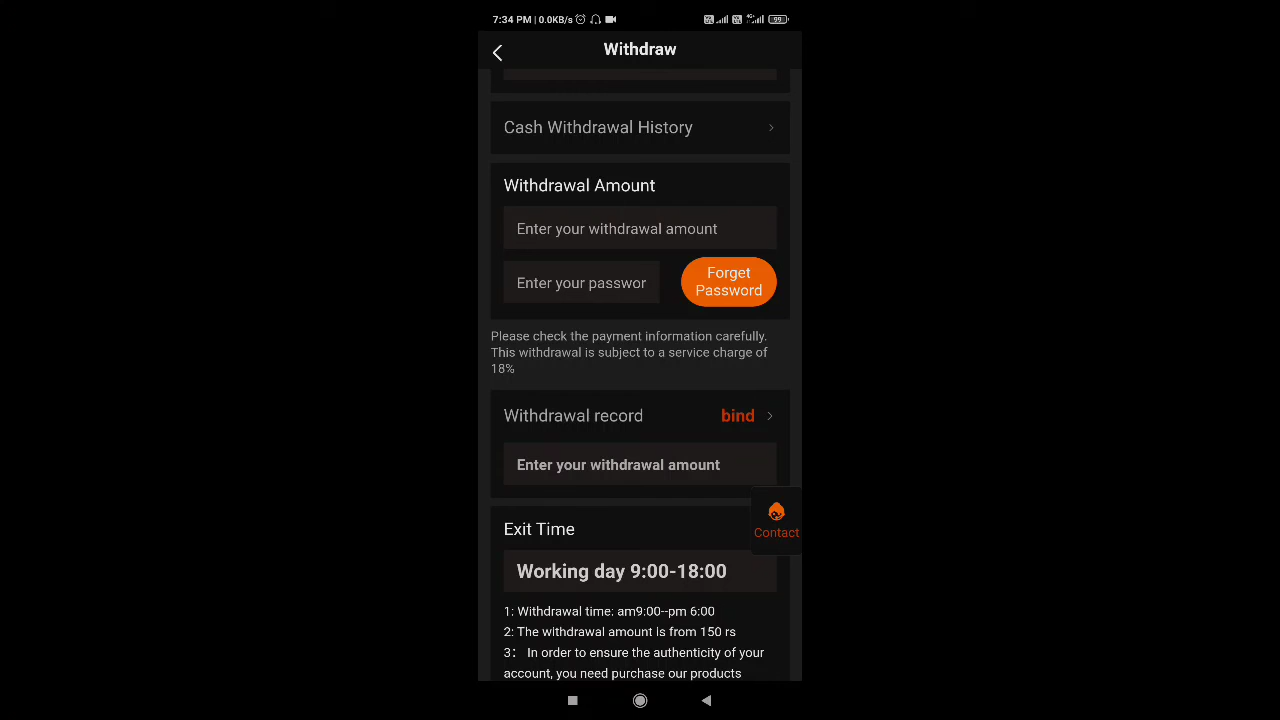 7:34 PM | 0.0KB/s
4G+
99
Withdraw
Cash Withdrawal History
Withdrawal Amount
Enter your withdrawal amount
Enter your passwor
Forget
Password
Please check the payment information carefully.
This withdrawal is subject to a service charge of
18%
Withdrawal record
bind
Enter your withdrawal amount
Contact
Exit Time
Working day 9:00-18:00
1: Withdrawal time: am9:00--pm 6:00
2: The withdrawal amount is from 150 rs
3： In order to ensure the authenticity of your
account, you need purchase our products